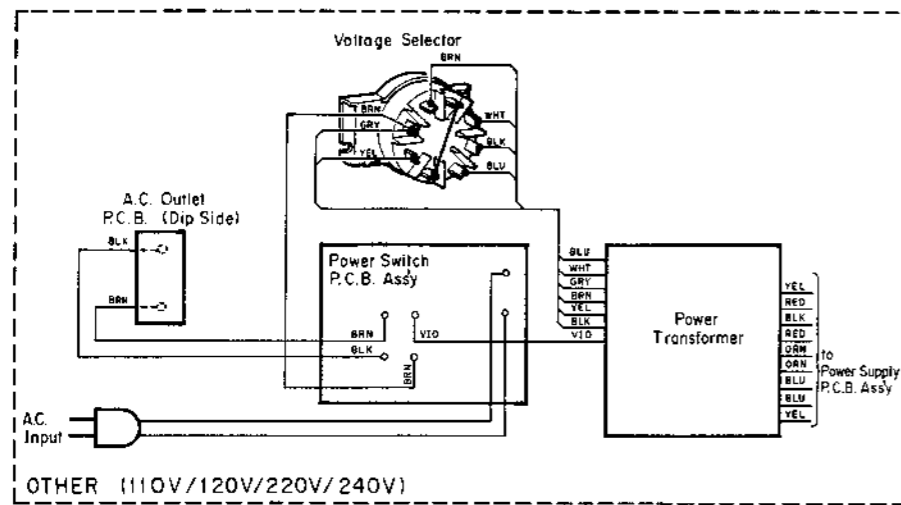 Voltage Selector
BRN
BRN
WHT
GRY
BLK
YEL
BLU
A.C. Outlet
P.C.B. (Dip Side)
BLK
BRN
Power Switch
P.C.B. Ass'y
BRN
VIO
BLK
BRN
BLU
WHT
GRY
BRN
YEL
BLK
VIO
Power
Transformer
YEL
RED
BLK
RED
ORN
ORN
BLU
BLU
YEL
to
Power Supply
P.C.B. Ass'y
A.C.
Input
OTHER (110V/120V/220V/240V)